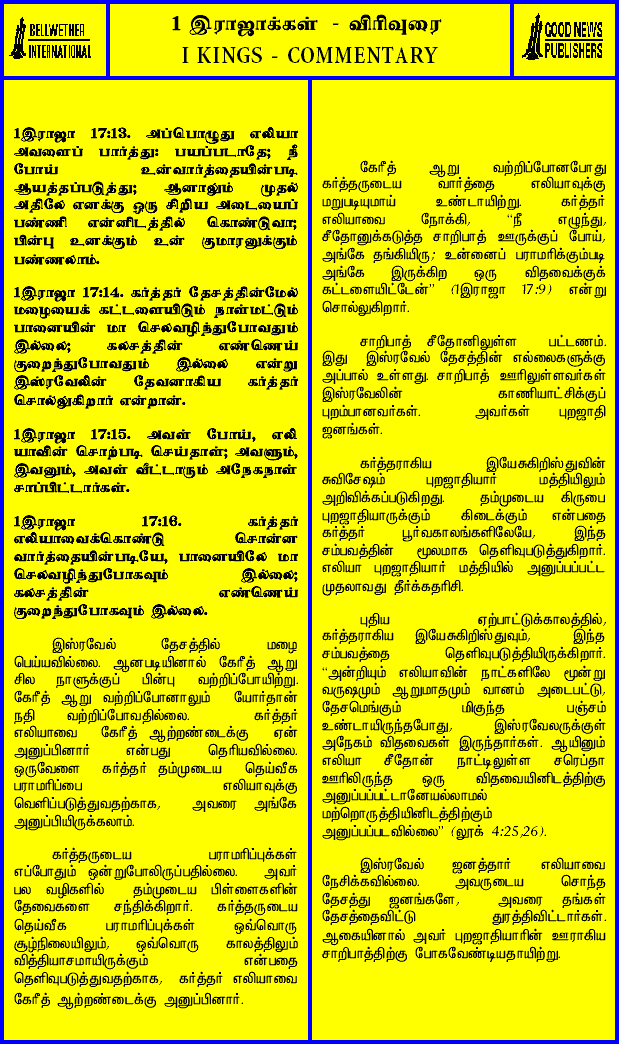 BELLWETHER
INTERNATIONAL
1 இராஜாக்கள் - விரிவுரை
I KINGS - COMMENTARY
GOOD NEWS
PUBLISHERS
1இராஜா 17:13. அப்பொழுது எலியா
அவளைப் பார்த்து: பயப்படாதே; நீ
போய் உன்வார்த்தையின்படி
ஆயத்தப்படுத்து; ஆனாலும் முதல்
அதிலே எனக்கு ஒரு சிறிய அடையைப்
பண்ணி என்னிடத்தில் கொண்டுவா;
பின்பு உனக்கும் உன் குமாரனுக்கும்
பண்ணலாம்.
1இராஜா 17:14. கர்த்தர் தேசத்தின்மேல்
மழையைக் கட்டளையிடும் நாள்மட்டும்
பானையின் மா செலவழிந்துபோவதும்
இல்லை; கலசத்தின் எண்ணெய்
குறைந்துபோவதும் இல்லை என்று
இஸ்ரவேலின் தேவனாகிய கர்த்தர்
சொல்லுகிறார் என்றான்.
1இராஜா 17:15. அவள் போய், எலி
யாவின் சொற்படி செய்தாள்; அவளும்,
இவனும், அவள் வீட்டாரும் அநேகநாள்
சாப்பிட்டார்கள்.
1இராஜா 17:16. கர்த்தர்
எலியாவைக்கொண்டு சொன்ன
வார்த்தையின்படியே, பானையிலே மா
செலவழிந்துபோகவும் இல்லை;
கலசத்தின் எண்ணெய்
குறைந்துபோகவும் இல்லை.
இஸ்ரவேல் தேசத்தில் மழை
பெய்யவில்லை. ஆனபடியினால் கேரீத் ஆறு
சில நாளுக்குப் பின்பு வற்றிப்போயிற்று.
கேரீத் ஆறு வற்றிப்போனாலும் யோர்தான்
நதி வற்றிப்போவதில்லை. கர்த்தர்
எலியாவை கேரீத் ஆற்றண்டைக்கு ஏன்
அனுப்பினார் என்பது தெரியவில்லை.
ஒருவேளை கர்த்தர் தம்முடைய தெய்வீக
பராமரிப்பை எலியாவுக்கு
வெளிப்படுத்துவதற்காக, அவரை அங்கே
அனுப்பியிருக்கலாம்.
கர்த்தருடைய பராமரிப்புக்கள்
எப்போதும் ஒன்றுபோலிருப்பதில்லை. அவர்
பல வழிகளில் தம்முடைய பிள்ளைகளின்
தேவைகளை சந்திக்கிறார். கர்த்தருடைய
தெய்வீக பராமரிப்புக்கள் ஒவ்வொரு
சூழ்நிலையிலும், ஒவ்வொரு காலத்திலும்
வித்தியாசமாயிருக்கும் என்பதை
தெளிவுபடுத்துவதற்காக, கர்த்தர் எலியாவை
கேரீத் ஆற்றண்டைக்கு அனுப்பினார்.
கேரீத் ஆறு வற்றிப்போனபோது
கர்த்தருடைய வார்த்தை எலியாவுக்கு
மறுபடியுமாய் உண்டாயிற்று. கர்த்தர்
எலியாவை நோக்கி, “நீ எழுந்து,
சீதோனுக்கடுத்த சாறிபாத் ஊருக்குப் போய்,
அங்கே தங்கியிரு; உன்னைப் பராமரிக்கும்படி
அங்கே இருக்கிற ஒரு விதவைக்குக்
கட்டளையிட்டேன்” (1இராஜா 17:9) என்று
சொல்லுகிறார்.
சாறிபாத் சீதோனிலுள்ள பட்டணம்.
இது இஸ்ரவேல் தேசத்தின் எல்லைகளுக்கு
அப்பால் உள்ளது. சாறிபாத் ஊரிலுள்ளவர்கள்
இஸ்ரவேலின் காணியாட்சிக்குப்
புறம்பானவர்கள். அவர்கள் புறஜாதி
ஜனங்கள்.
கர்த்தராகிய இயேசுகிறிஸ்துவின்
சுவிசேஷம் புறஜாதியார் மத்தியிலும்
அறிவிக்கப்படுகிறது. தம்முடைய கிருபை
புறஜாதியாருக்கும் கிடைக்கும் என்பதை
கர்த்தர் பூர்வகாலங்களிலேயே, இந்த
சம்பவத்தின் மூலமாக தெளிவுபடுத்துகிறார்.
எலியா புறஜாதியார் மத்தியில் அனுப்பப்பட்ட
முதலாவது தீர்க்கதரிசி.
புதிய ஏற்பாட்டுக்காலத்தில்,
கர்த்தராகிய இயேசுகிறிஸ்துவும், இந்த
சம்பவத்தை தெளிவுபடுத்தியிருக்கிறார்.
“அன்றியும் எலியாவின் நாட்களிலே மூன்று
வருஷமும் ஆறுமாதமும் வானம் அடைபட்டு,
தேசமெங்கும் மிகுந்த பஞ்சம்
உண்டாயிருந்தபோது, இஸ்ரவேலருக்குள்
அநேகம் விதவைகள் இருந்தார்கள். ஆயினும்
எலியா சீதோன் நாட்டிலுள்ள சரெப்தா
ஊரிலிருந்த ஒரு விதவையினிடத்திற்கு
அனுப்பப்பட்டானேயல்லாமல்
மற்றொருத்தியினிடத்திற்கும்
அனுப்பப்படவில்லை” (லூக் 4:25,26).
இஸ்ரவேல் ஜனத்தார் எலியாவை
நேசிக்கவில்லை. அவருடைய சொந்த
தேசத்து ஜனங்களே, அவரை தங்கள்
தேசத்தைவிட்டு துரத்திவிட்டார்கள்.
ஆகையினால் அவர் புறஜாதியாரின் ஊராகிய
சாறிபாத்திற்கு போகவேண்டியதாயிற்று.